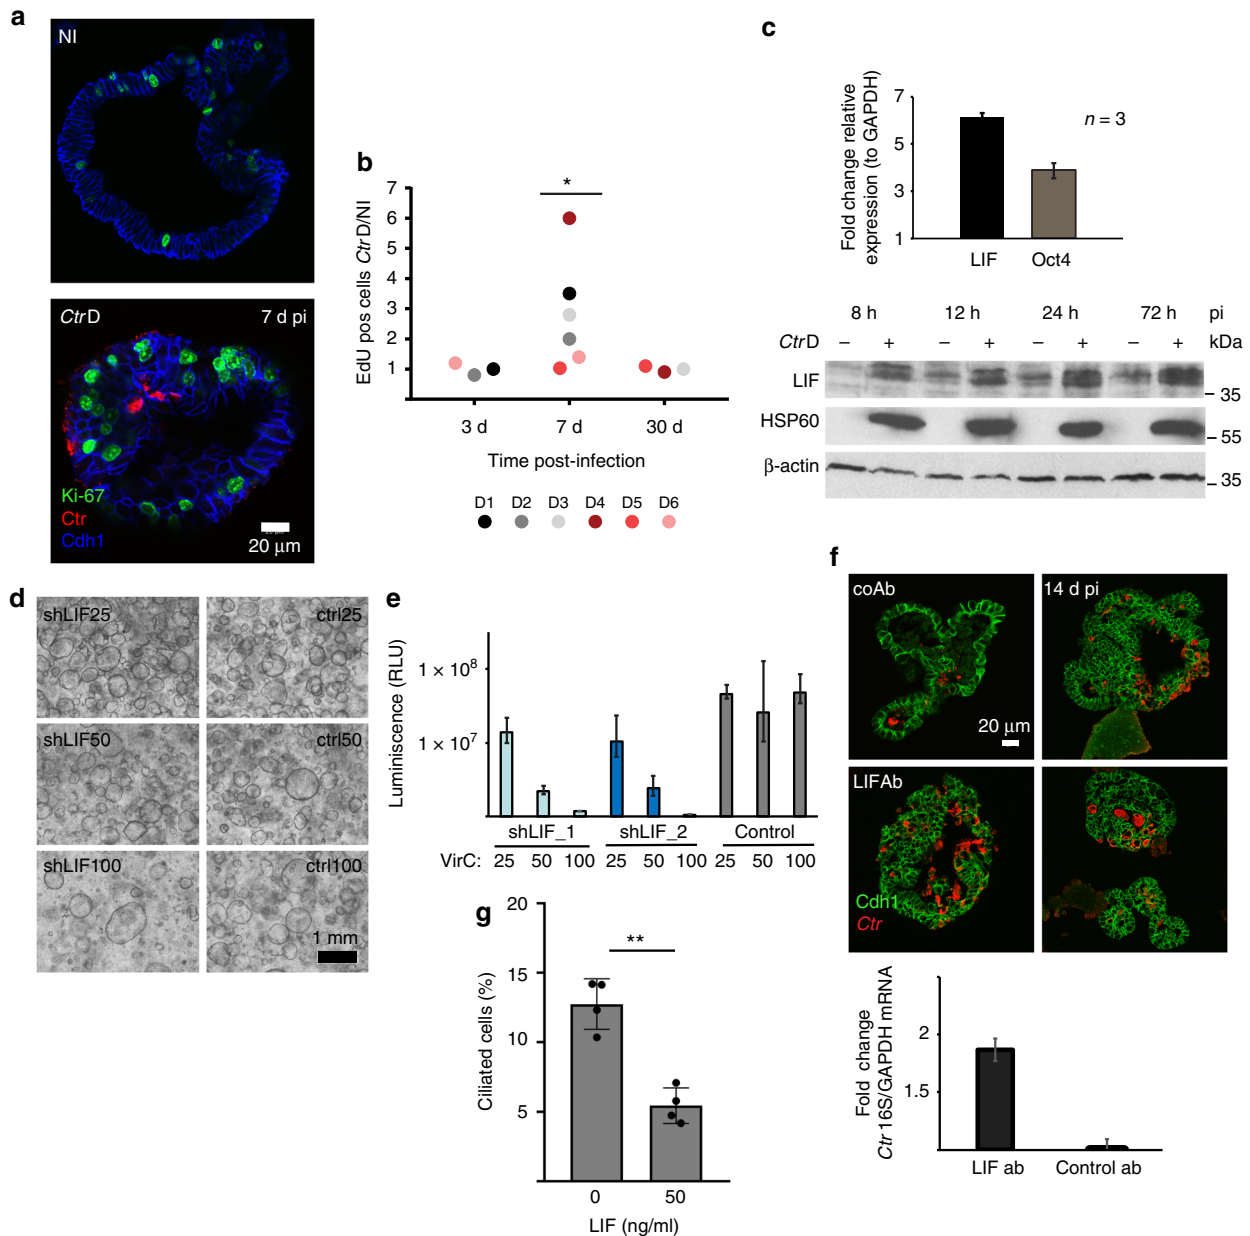 a
NI
CtrD 7 d pi
Ki-67
Ctr
Cdh1
20 μm
b
EdU pos cells CtrD/NI
7
6
5
4
3
2
1
*
3 d 7 d 30 d
Time post-infection
D1 D2 D3 D4 D5 D6
c
Fold change relative
expression (to GAPDH)
7
5
3
1
n = 3
LIF Oct4
8 h 12 h 24 h 72 h pi
CtrD – + – + – + – + kDa
LIF
– 35
HSP60
– 55
β-actin
– 35
d
shLIF25 ctrl25
shLIF50 ctrl50
shLIF100 ctrl100
1 mm
e
Luminiscence (RLU)
1 × 10⁸
1 × 10⁷
shLIF_1 shLIF_2 Control
VirC: 25 50 100 25 50 100 25 50 100
f
coAb 14 d pi
20 μm
LIFAb
Cdh1
Ctr
Fold change
Ctr 16S/GAPDH mRNA
2
1.5
LIF ab Control ab
g
Ciliated cells (%)
20
15
10
5
**
0 50
LIF (ng/ml)